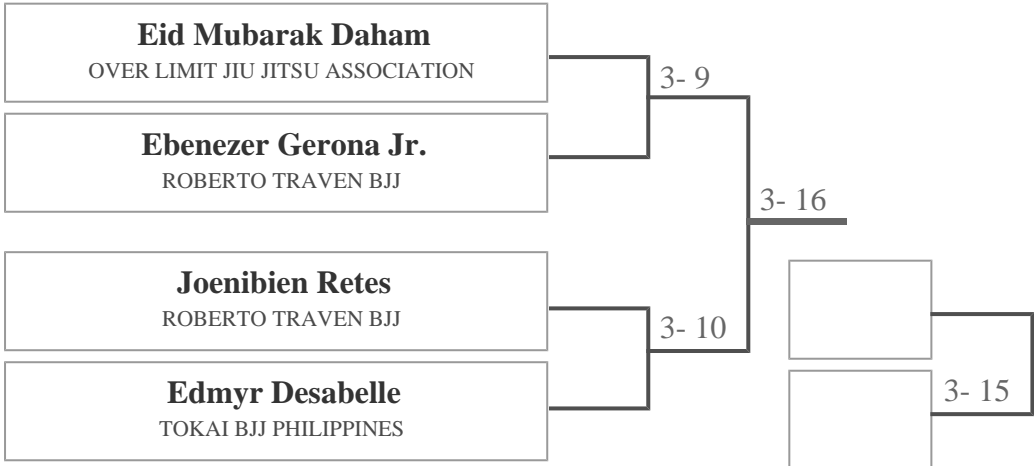 Eid Mubarak Daham
OVER LIMIT JIU JITSU ASSOCIATION
3- 9
Ebenezer Gerona Jr.
ROBERTO TRAVEN BJJ
3- 16
Joenibien Retes
ROBERTO TRAVEN BJJ
3- 10
Edmyr Desabelle
TOKAI BJJ PHILIPPINES
3- 15